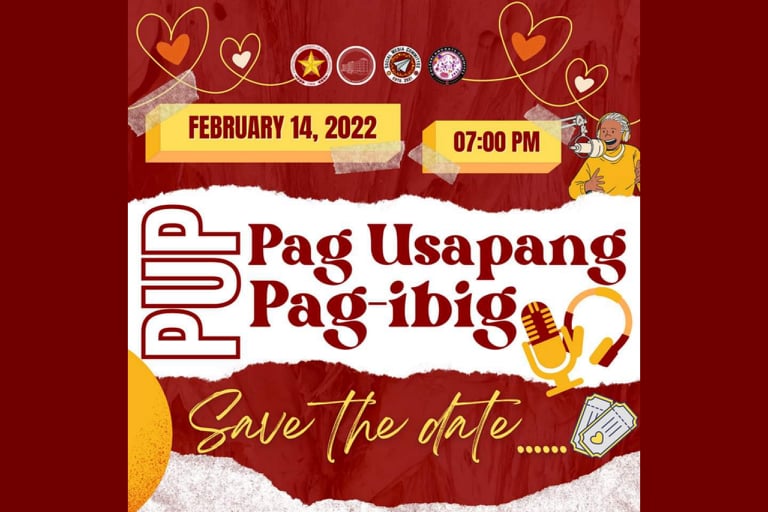 FEBRUARY 14, 2022
07:00 PM
PUP
Pag Usapang
Pag-ibig
Save the date......